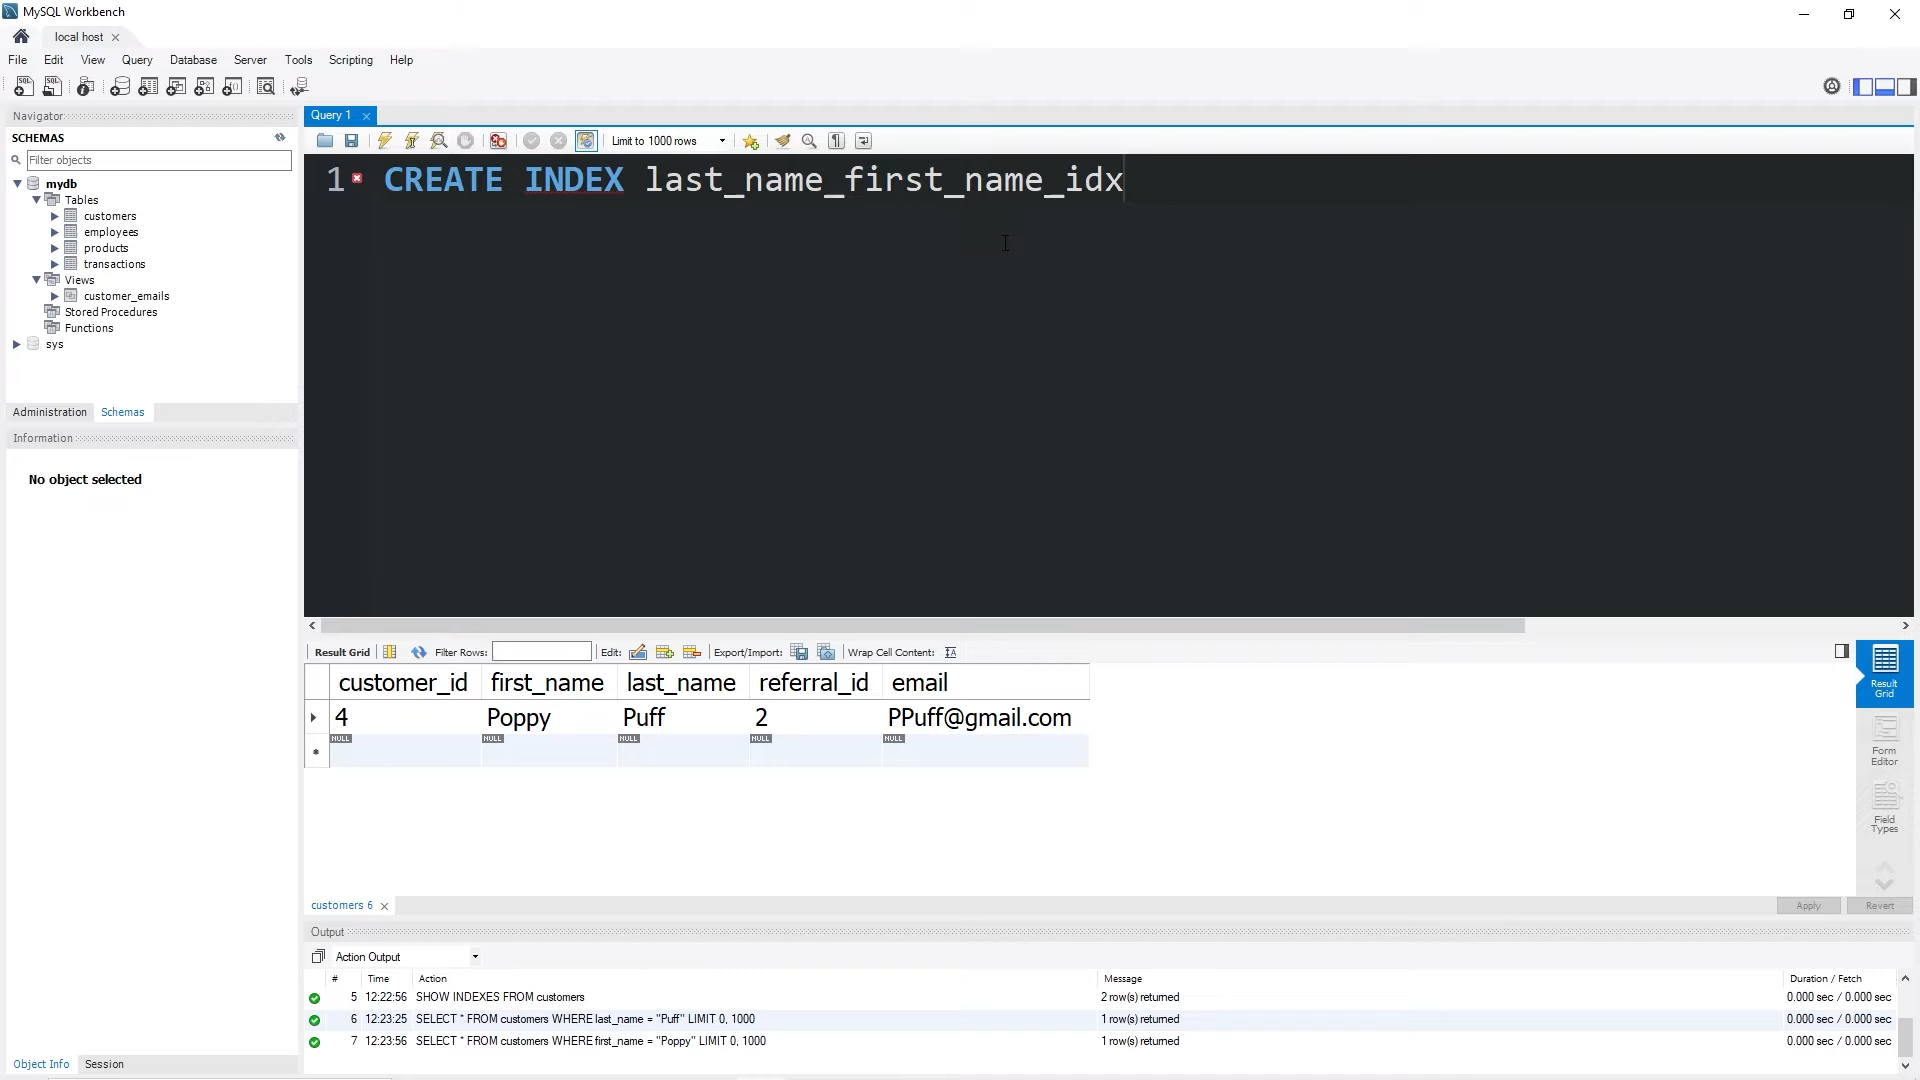 MySQL Workbench
local host
File Edit View Query Database Server Tools Scripting Help
Navigator
SCHEMAS
Filter objects
mydb
Tables
customers
employees
products
transactions
Views
customer_emails
Stored Procedures
Functions
sys
Administration Schemas
Information
No object selected
Object Info Session
Query 1
Limit to 1000 rows
1 CREATE INDEX last_name_first_name_idx
Result Grid Filter Rows: Edit: Export/Import: Wrap Cell Content:
customer_id first_name last_name referral_id email
4 Poppy Puff 2 PPuff@gmail.com
NULL NULL NULL NULL NULL
Result Grid
Form Editor
Field Types
customers 6
Apply Revert
Output
Action Output
# Time Action Message Duration / Fetch
5 12:22:56 SHOW INDEXES FROM customers 2 row(s) returned 0.000 sec / 0.000 sec
6 12:23:25 SELECT * FROM customers WHERE last_name = "Puff" LIMIT 0, 1000 1 row(s) returned 0.000 sec / 0.000 sec
7 12:23:56 SELECT * FROM customers WHERE first_name = "Poppy" LIMIT 0, 1000 1 row(s) returned 0.000 sec / 0.000 sec